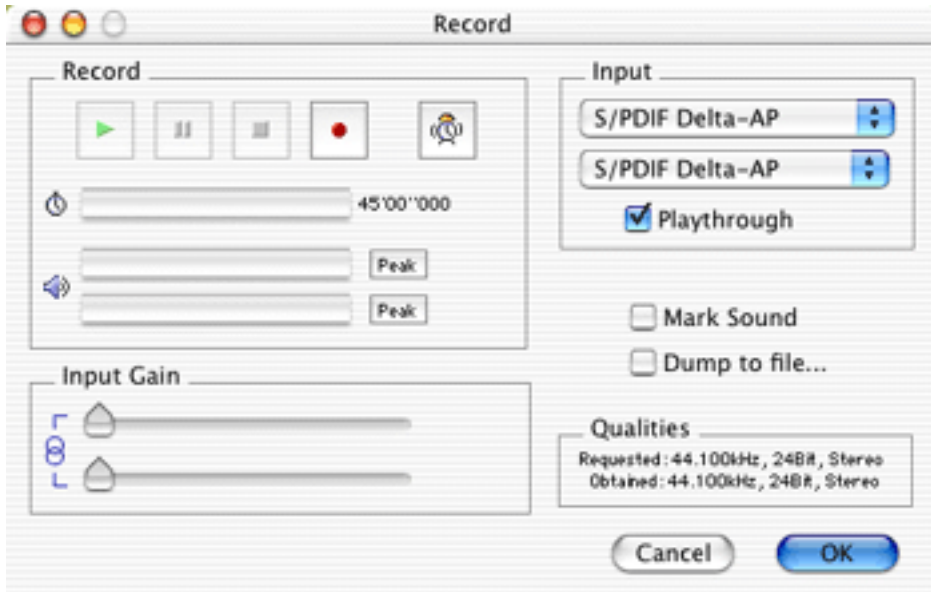 Record
Record
45'00''000
Peak
Peak
Input Gain
Input
S/PDIF Delta-AP
S/PDIF Delta-AP
Playthrough
Mark Sound
Dump to file...
Qualities
Requested: 44.100kHz, 24Bit, Stereo
Obtained: 44.100kHz, 24Bit, Stereo
Cancel
OK